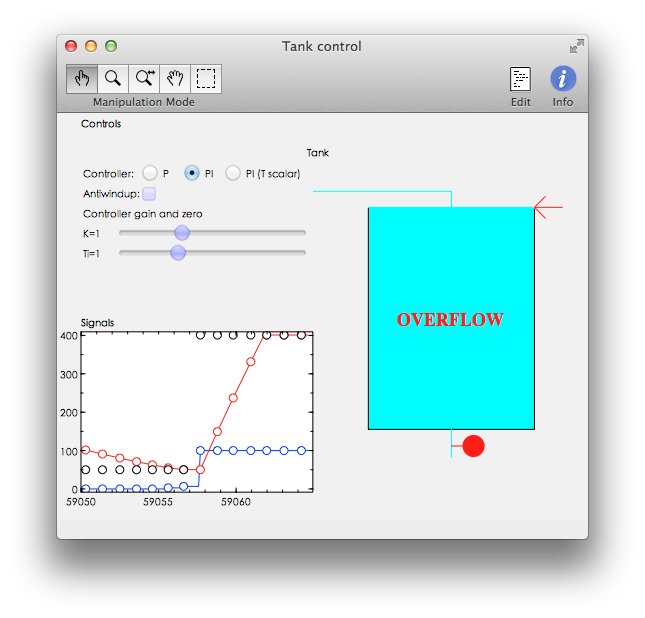 Tank control
Manipulation Mode
Edit
Info
Controls
Tank
Controller: P PI PI (T scalar)
Antiwindup:
Controller gain and zero
K=1
Ti=1
OVERFLOW
Signals
400
300
200
100
0
59050 59055 59060